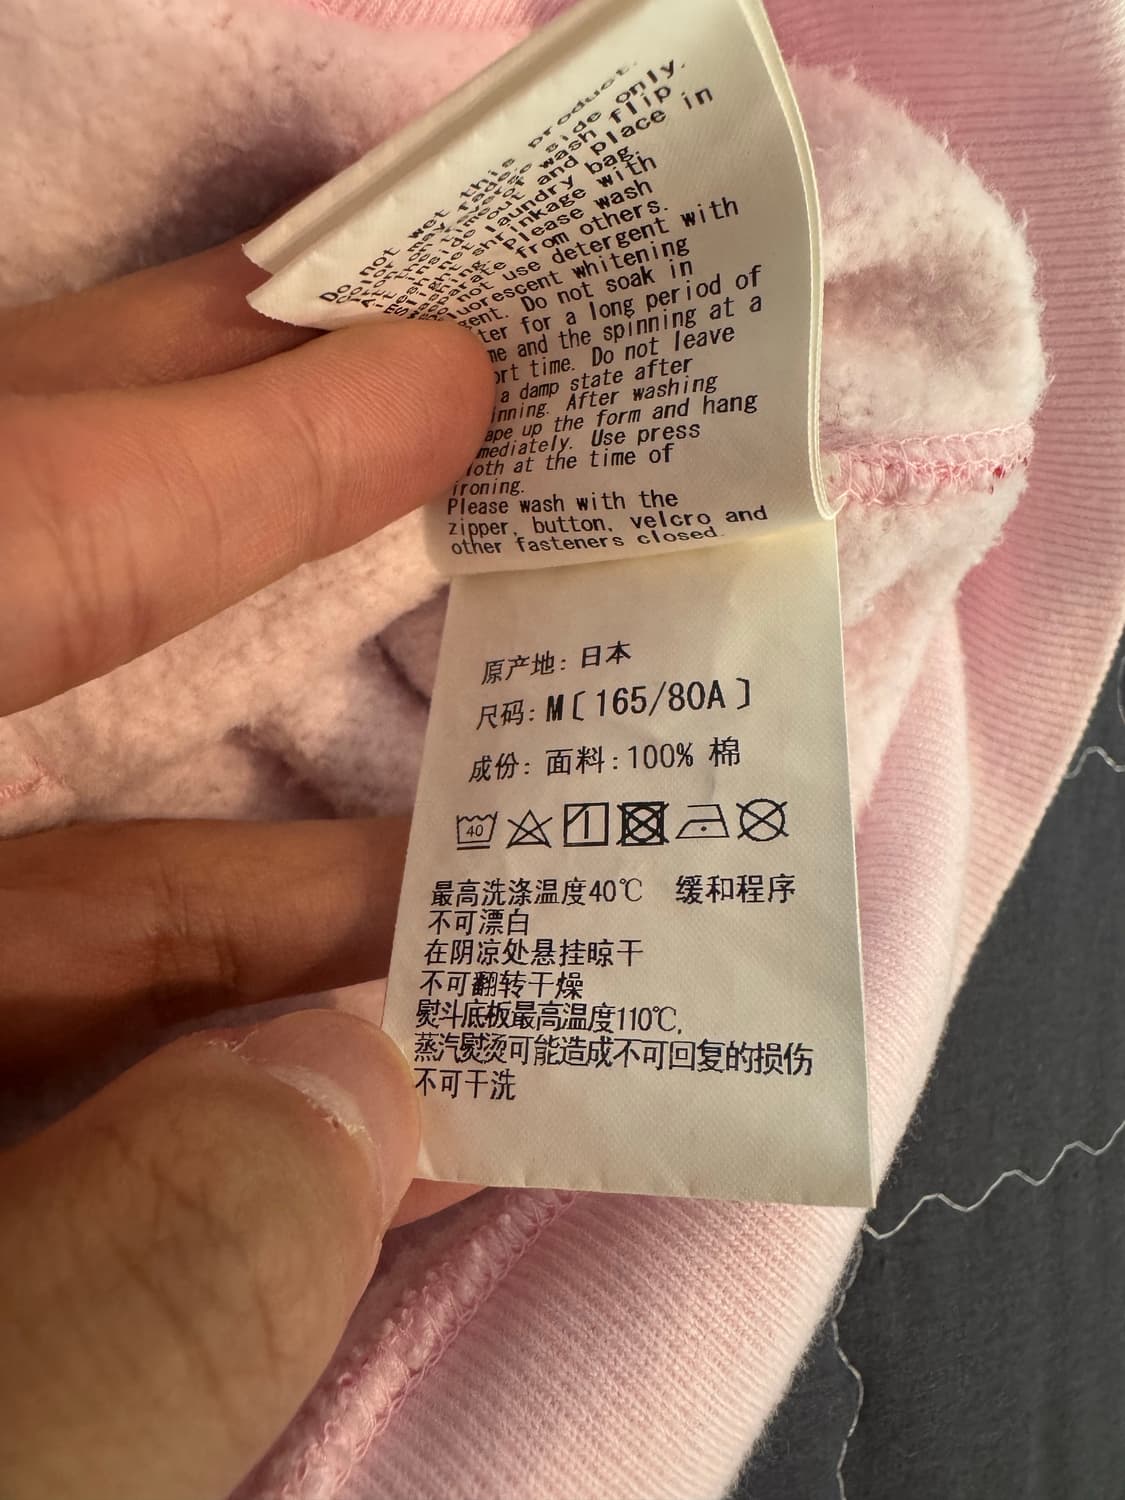 Do not wet this product.
side only.
wash flip
out and place in
laundry bag.
shrinkage with
Please wash
from others.
not use detergent with
whitening
Do not soak in
for a long period of
and the spinning at a
time. Do not leave
a damp state after
After washing
up the form and hang
Use press
at the time of
ironing.
Please wash with the
zipper, button, velcro and
other fasteners closed.
原产地: 日本
尺码: M〔165/80A〕
成份: 面料: 100% 棉
40
最高洗涤温度40℃ 缓和程序
不可漂白
在阴凉处悬挂晾干
不可翻转干燥
熨斗底板最高温度110℃,
蒸汽熨烫可能造成不可回复的损伤
不可干洗